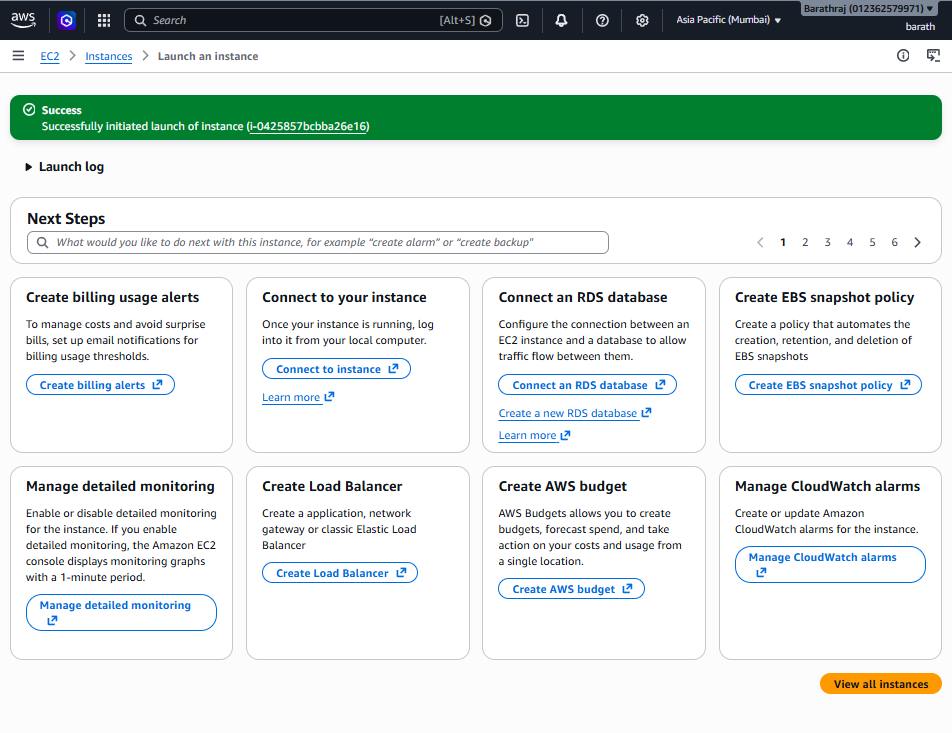 aws
Search
[Alt+S]
Asia Pacific (Mumbai)
Barathraj (012362579971)
barath
EC2
Instances
Launch an instance
Success
Successfully initiated launch of instance (i-0425857bcbba26e16)
Launch log
Next Steps
What would you like to do next with this instance, for example “create alarm” or “create backup”
1 2 3 4 5 6
Create billing usage alerts
To manage costs and avoid surprise
bills, set up email notifications for
billing usage thresholds.
Create billing alerts
Connect to your instance
Once your instance is running, log
into it from your local computer.
Connect to instance
Learn more
Connect an RDS database
Configure the connection between an
EC2 instance and a database to allow
traffic flow between them.
Connect an RDS database
Create a new RDS database
Learn more
Create EBS snapshot policy
Create a policy that automates the
creation, retention, and deletion of
EBS snapshots
Create EBS snapshot policy
Manage detailed monitoring
Enable or disable detailed monitoring
for the instance. If you enable
detailed monitoring, the Amazon EC2
console displays monitoring graphs
with a 1-minute period.
Manage detailed monitoring
Create Load Balancer
Create a application, network
gateway or classic Elastic Load
Balancer
Create Load Balancer
Create AWS budget
AWS Budgets allows you to create
budgets, forecast spend, and take
action on your costs and usage from
a single location.
Create AWS budget
Manage CloudWatch alarms
Create or update Amazon
CloudWatch alarms for the instance.
Manage CloudWatch alarms
View all instances